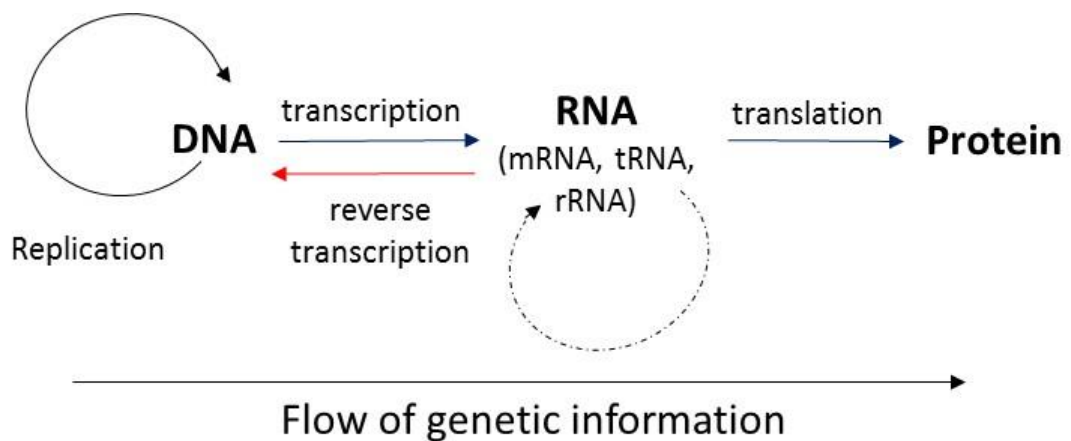 transcription
RNA
translation
DNA
Protein
(mRNA, tRNA,
rRNA)
reverse
transcription
Replication
Flow of genetic information